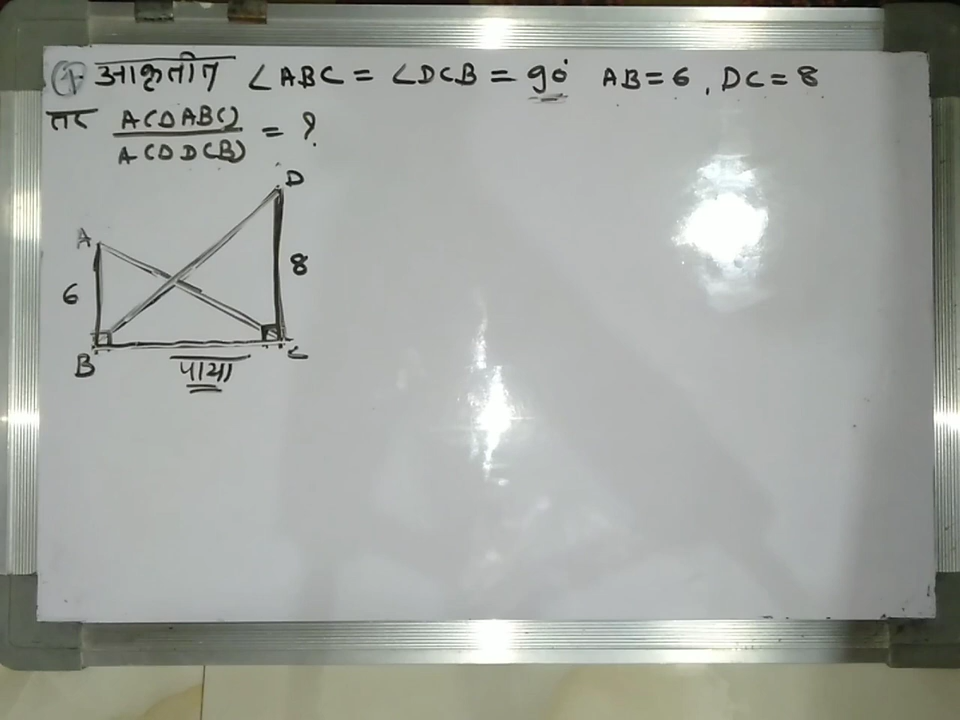 1. आकृतीत ∠ABC = ∠DCB = 90° AB=6, DC=8
तर A(△ABC) / A(△DCB) = ?
D
A
8
6
B
पाया
C